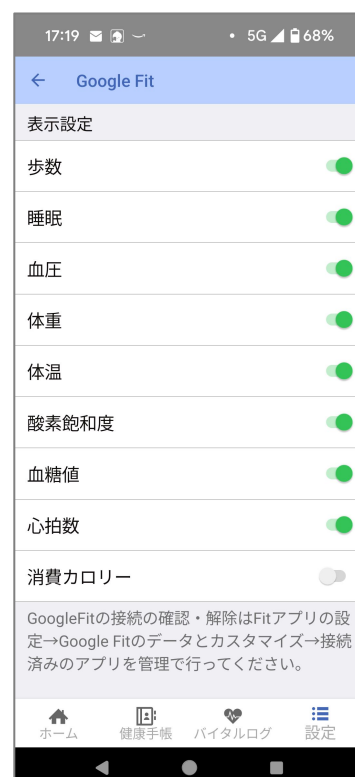 17:19 5G 68%
Google Fit
表示設定
歩数
睡眠
血圧
体重
体温
酸素飽和度
血糖値
心拍数
消費カロリー
GoogleFitの接続の確認・解除はFitアプリの設
定→Google Fitのデータとカスタマイズ→接続
済みのアプリを管理で行ってください。
ホーム 健康手帳 バイタルログ 設定